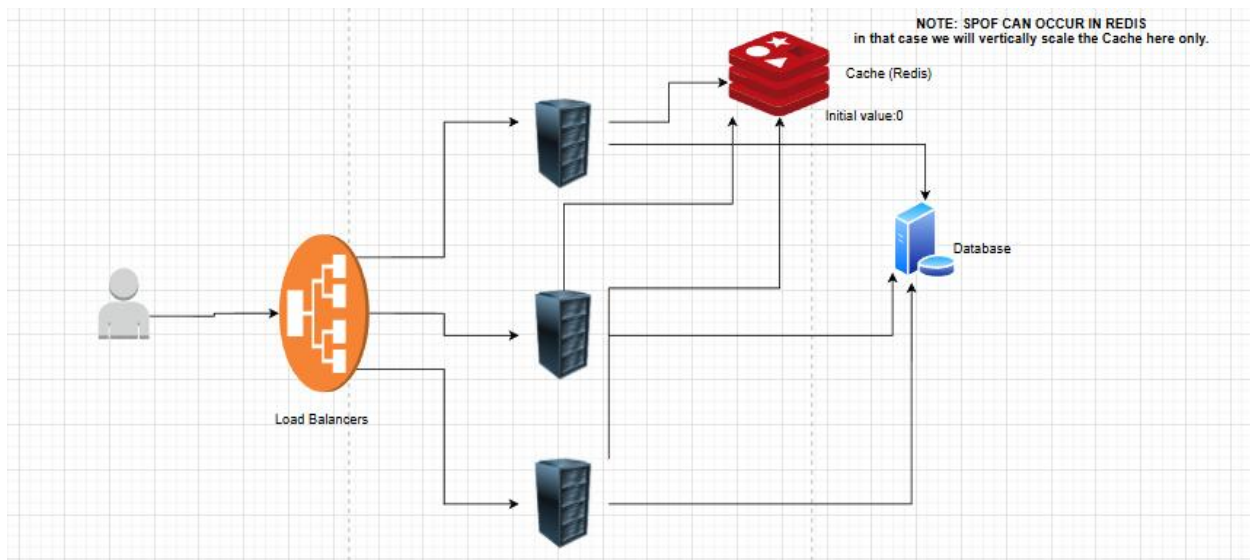 NOTE: SPOF CAN OCCUR IN REDIS
in that case we will vertically scale the Cache here only.
Cache (Redis)
Initial value:0
Database
Load Balancers